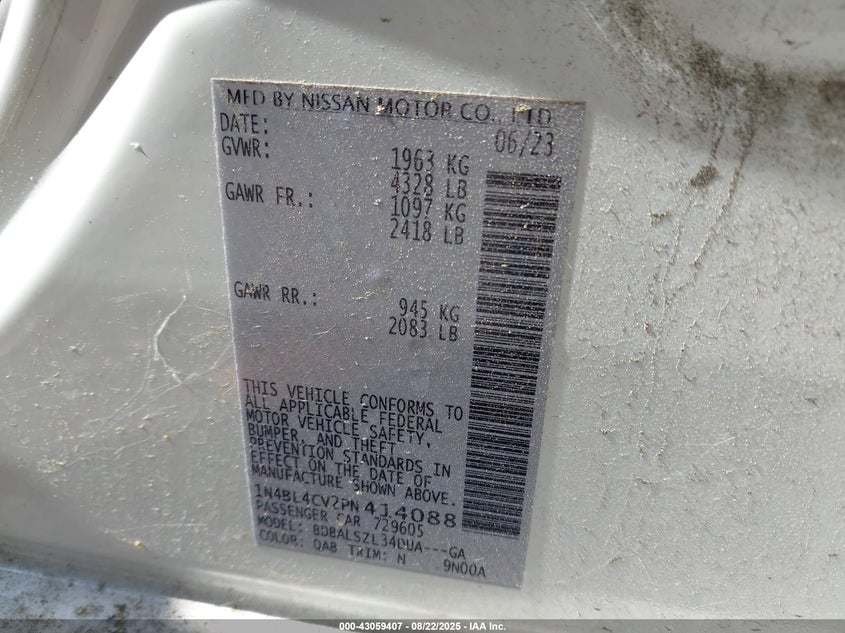 MFD BY NISSAN MOTOR CO., LTD
DATE: 06/23
GVWR: 1963 KG
4328 LB
GAWR FR.: 1097 KG
2418 LB
GAWR RR.: 945 KG
2083 LB
THIS VEHICLE CONFORMS TO
ALL APPLICABLE FEDERAL
MOTOR VEHICLE SAFETY,
BUMPER, AND THEFT
PREVENTION STANDARDS IN
EFFECT ON THE DATE OF
MANUFACTURE SHOWN ABOVE.
1N4BL4CV2PN414088
PASSENGER CAR 729605
MODEL: BDBALSZL34DUA---GA
COLOR: QAB TRIM: N 9N00A
000-43059407 - 08/22/2025 - IAA Inc.